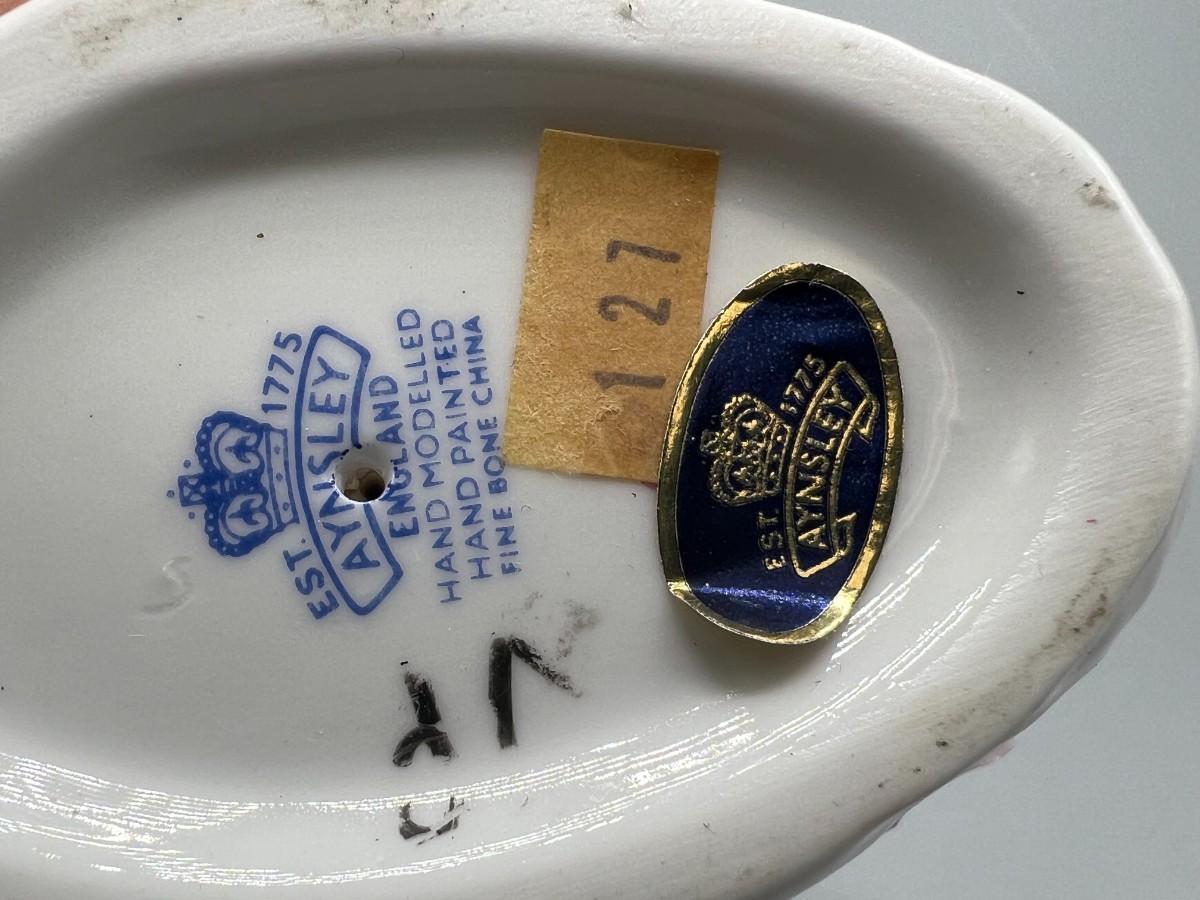 EST. 1775
AYNSLEY
ENGLAND
HAND MODELLED
HAND PAINTED
FINE BONE CHINA
127
EST. 1775
AYNSLEY